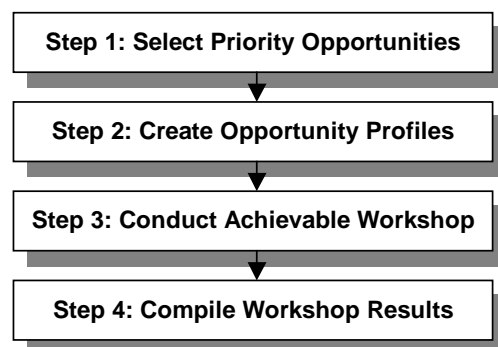 Step 1: Select Priority Opportunities
Step 2: Create Opportunity Profiles
Step 3: Conduct Achievable Workshop
Step 4: Compile Workshop Results